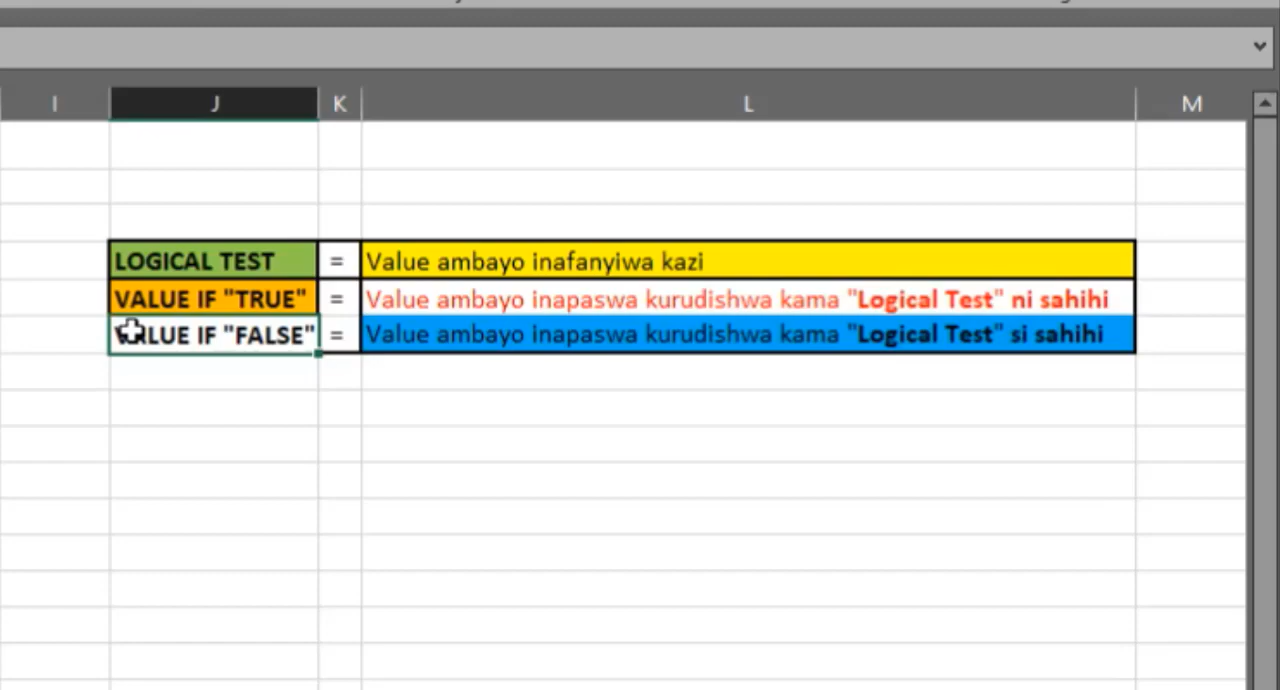 I J K L M
LOGICAL TEST = Value ambayo inafanyiwa kazi
VALUE IF "TRUE" = Value ambayo inapaswa kurudishwa kama "Logical Test" ni sahihi
VALUE IF "FALSE" = Value ambayo inapaswa kurudishwa kama "Logical Test" si sahihi